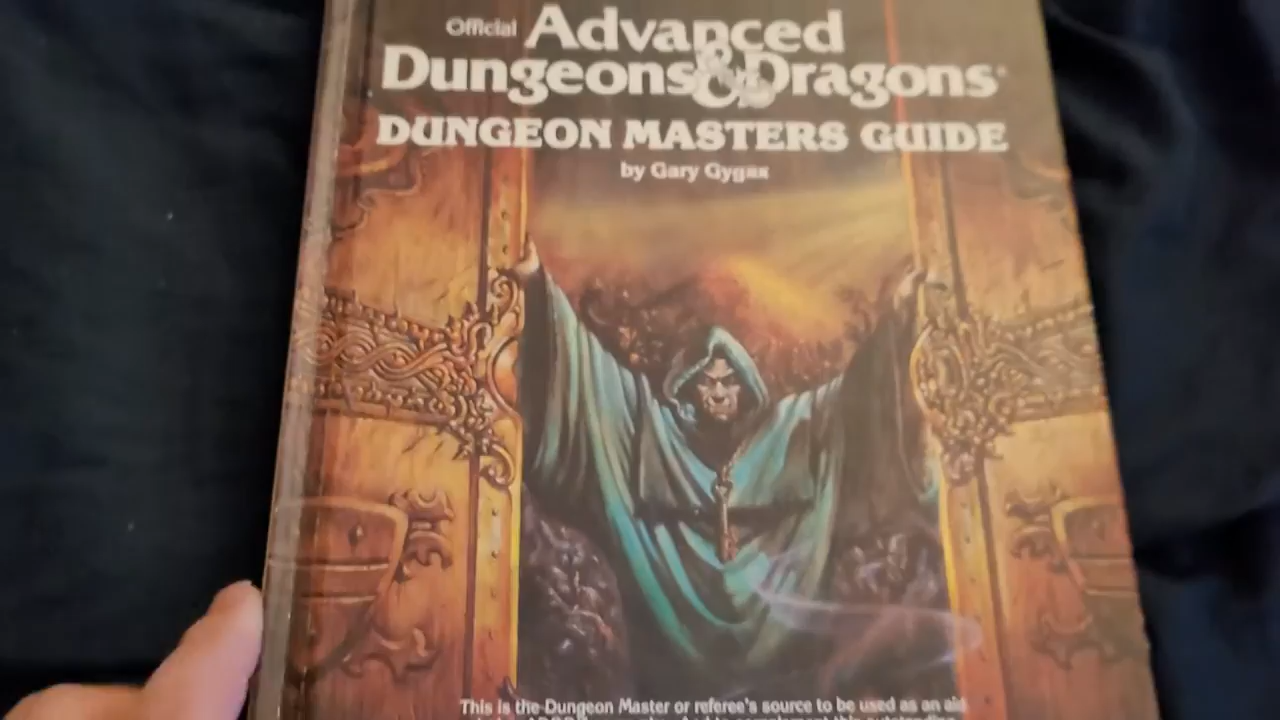 Official Advanced
Dungeons & Dragons®
DUNGEON MASTERS GUIDE
by Gary Gygax
This is the Dungeon Master or referee's source to be used as an aid